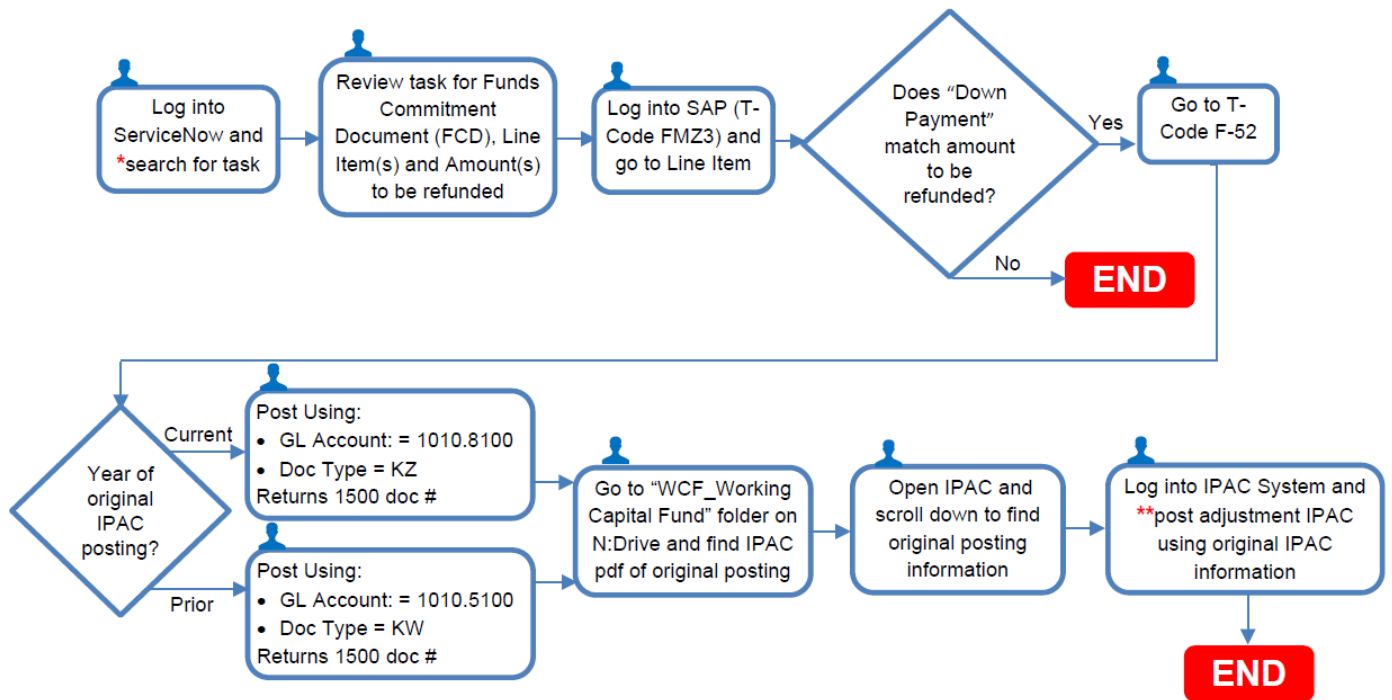 Log into
ServiceNow and
*search for task
Review task for Funds
Commitment
Document (FCD), Line
Item(s) and Amount(s)
to be refunded
Log into SAP (T-
Code FMZ3) and
go to Line Item
Does “Down
Payment”
match amount
to be
refunded?
Yes
Go to T-
Code F-52
No
END
Year of
original
IPAC
posting?
Current
Post Using:
• GL Account: = 1010.8100
• Doc Type = KZ
Returns 1500 doc #
Prior
Post Using:
• GL Account: = 1010.5100
• Doc Type = KW
Returns 1500 doc #
Go to “WCF_Working
Capital Fund” folder on
N:Drive and find IPAC
pdf of original posting
Open IPAC and
scroll down to find
original posting
information
Log into IPAC System and
**post adjustment IPAC
using original IPAC
information
END